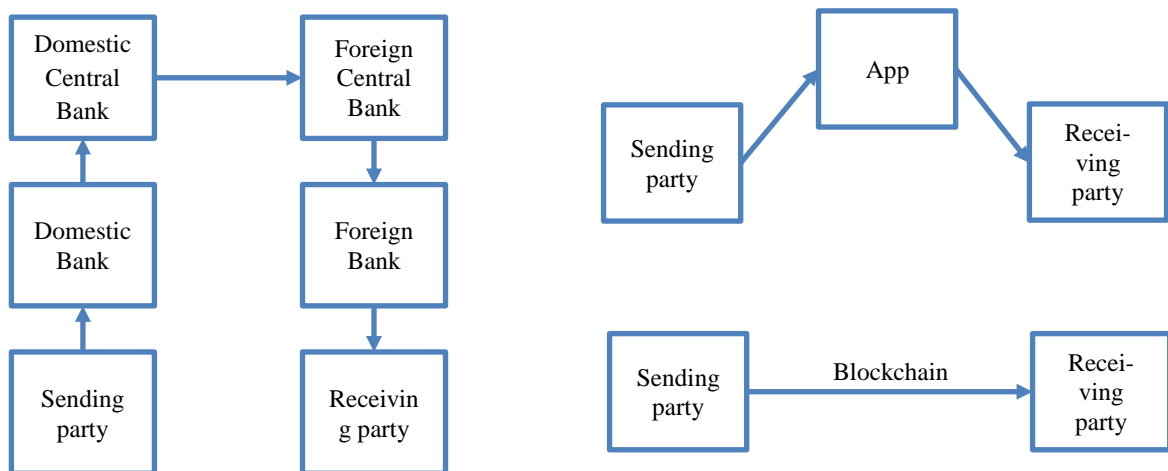 Domestic
Central
Bank
Foreign
Central
Bank
Domestic
Bank
Foreign
Bank
Sending
party
Receivin
g party
App
Sending
party
Recei-
ving
party
Sending
party
Blockchain
Recei-
ving
party